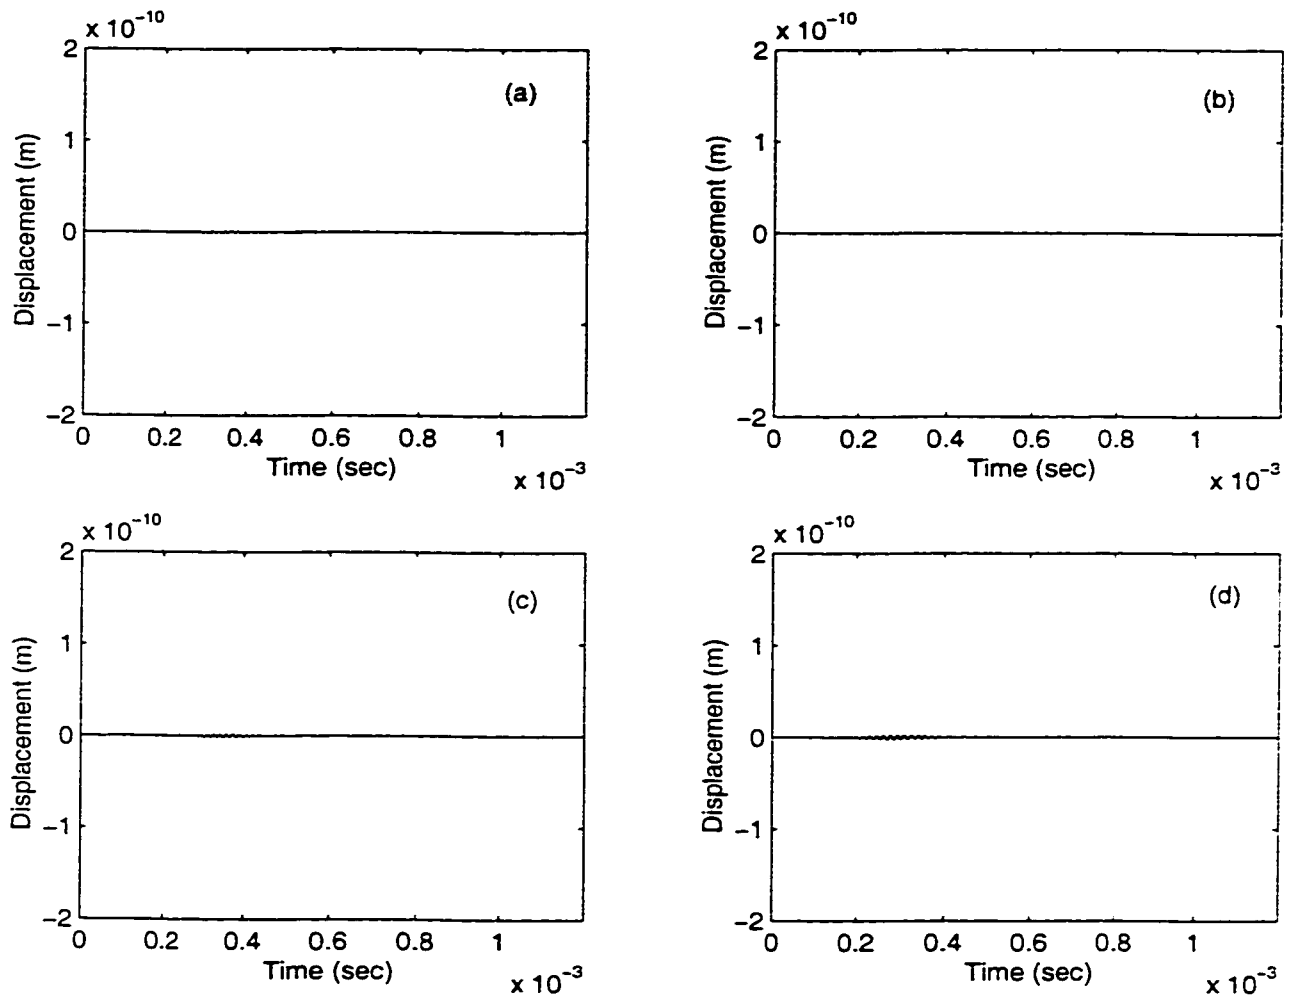 x 10⁻¹⁰
2
(a)
1
0
−1
−2
Displacement (m)
0 0.2 0.4 0.6 0.8 1
Time (sec)
x 10⁻³
x 10⁻¹⁰
2
(b)
1
0
−1
−2
Displacement (m)
0 0.2 0.4 0.6 0.8 1
Time (sec)
x 10⁻³
x 10⁻¹⁰
2
(c)
1
0
−1
−2
Displacement (m)
0 0.2 0.4 0.6 0.8 1
Time (sec)
x 10⁻³
x 10⁻¹⁰
2
(d)
1
0
−1
−2
Displacement (m)
0 0.2 0.4 0.6 0.8 1
Time (sec)
x 10⁻³